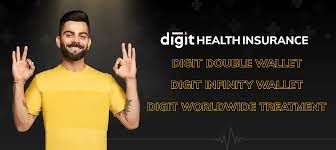 digit HEALTH INSURANCE
DIGIT DOUBLE WALLET
DIGIT INFINITY WALLET
DIGIT WORLDWIDE TREATMENT